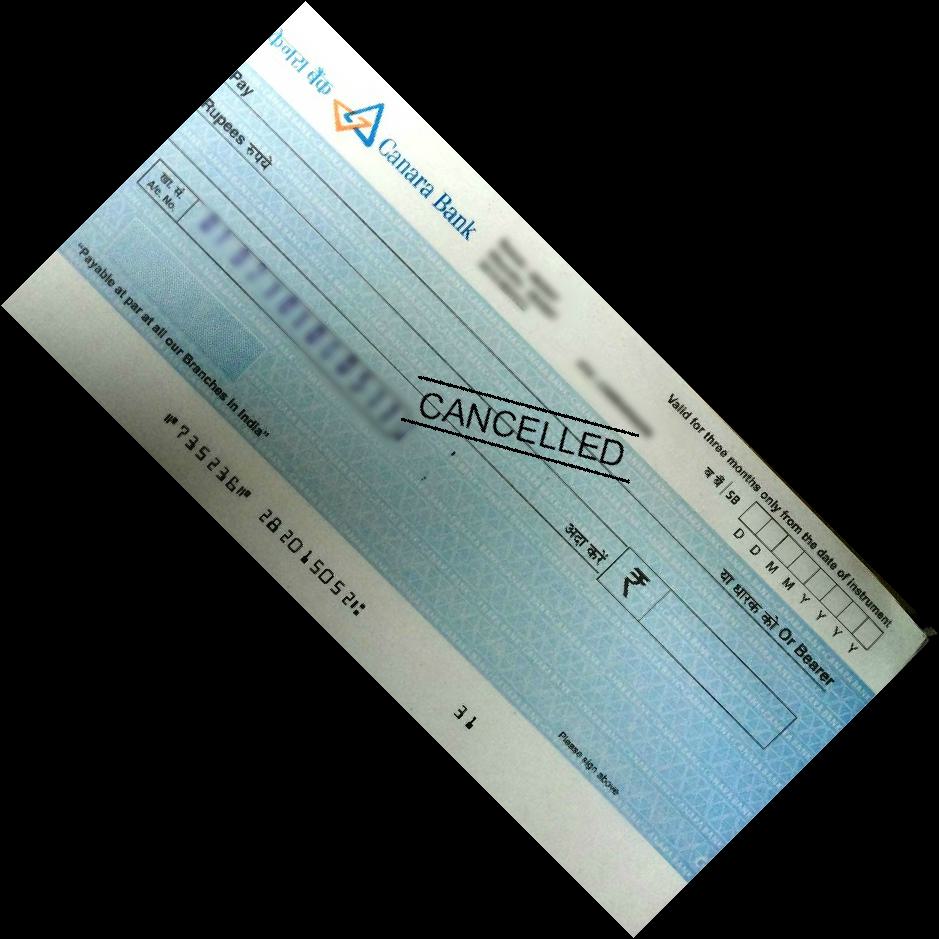 केनरा बैंक Canara Bank
Valid for three months only from the date of instrument
ब बैं / SB
D D M M Y Y Y Y
Pay
या धारक को Or Bearer
Rupees रुपये
अदा करें ₹
खा. सं.
A/c. No.
CANCELLED
"Payable at par at all our Branches in India"
Please sign above
⑈735236⑈ 282015052⑆ 31